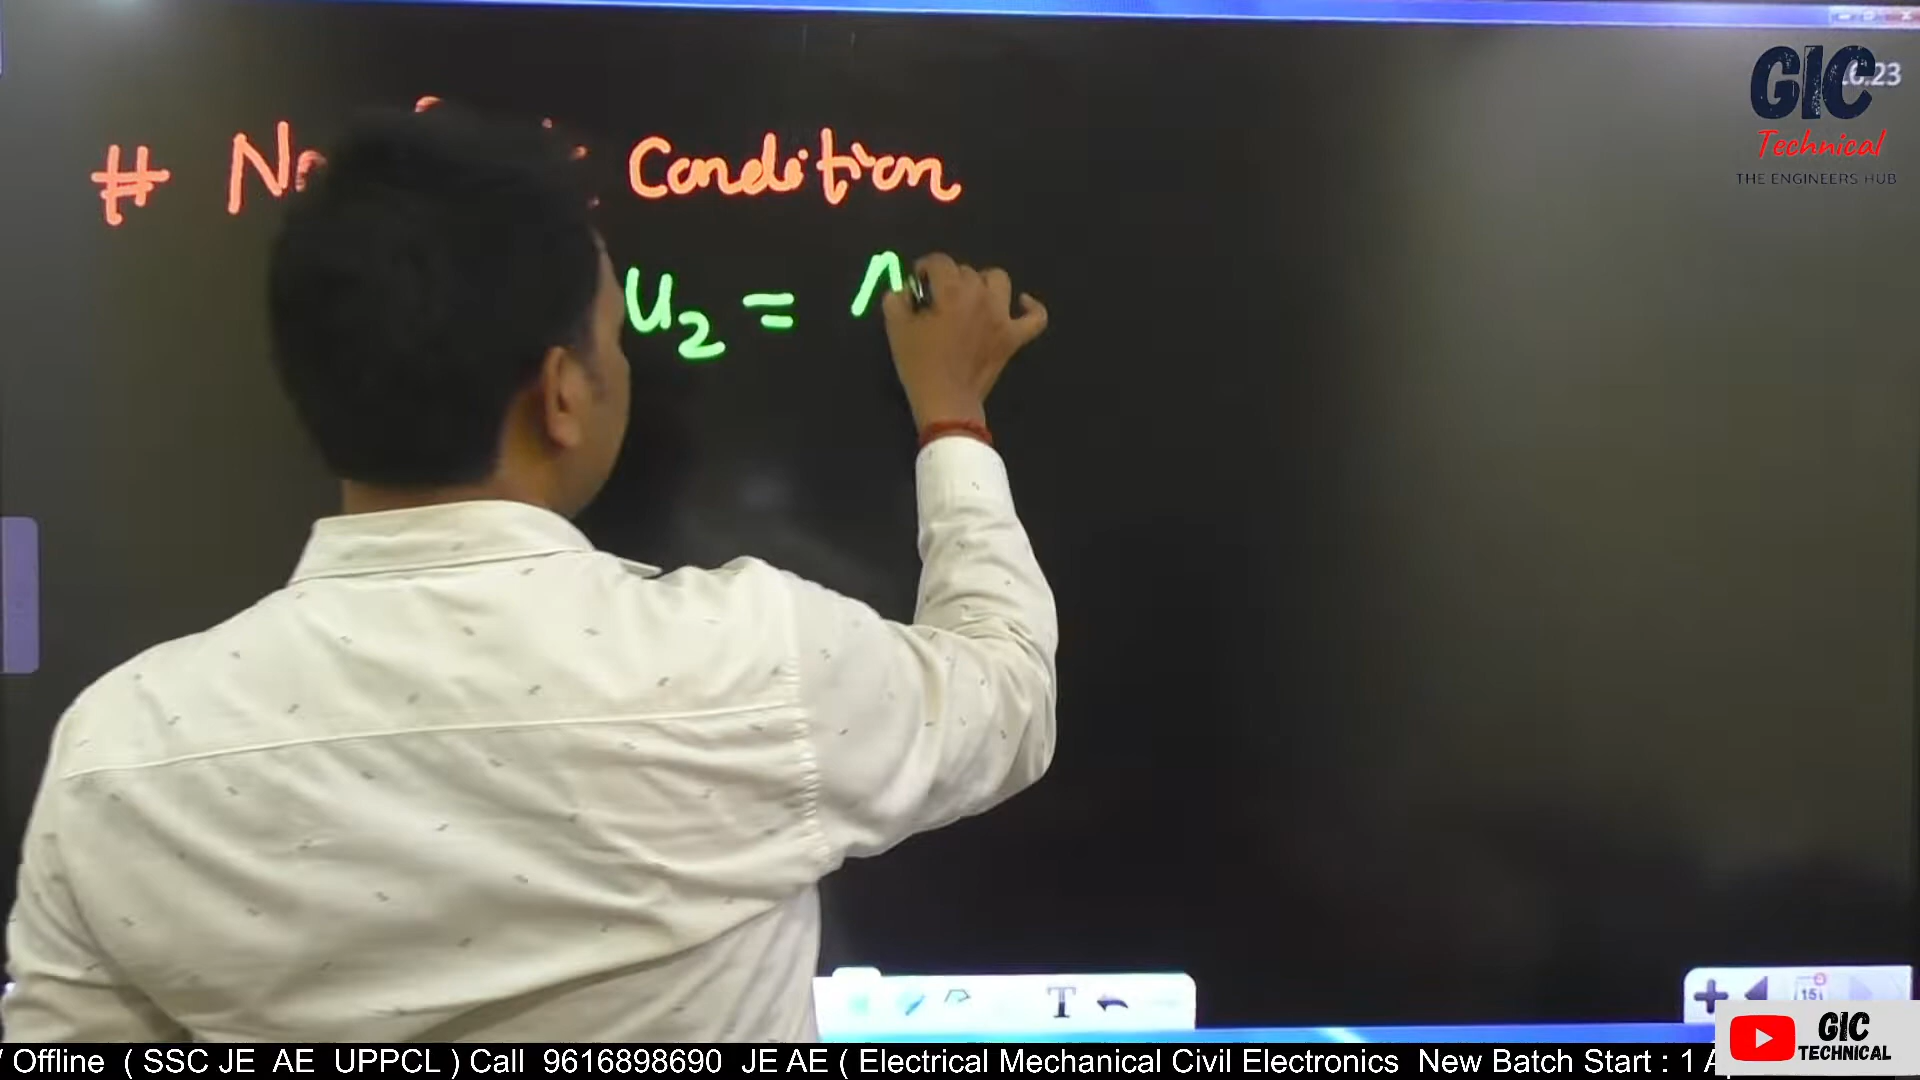 GIC
Technical
THE ENGINEERS HUB
# Condition
u₂ =
T
15
GIC
TECHNICAL
Offline ( SSC JE AE UPPCL ) Call 9616898690 JE AE ( Electrical Mechanical Civil Electronics New Batch Start : 1